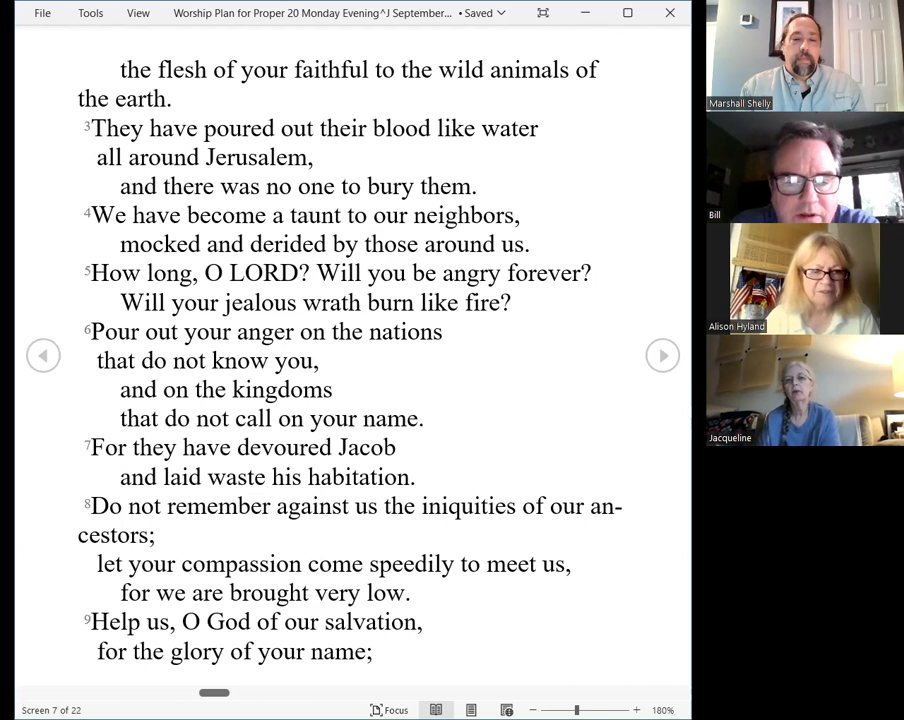 File Tools View Worship Plan for Proper 20 Monday Evening^J September... • Saved
the flesh of your faithful to the wild animals of
the earth.
3They have poured out their blood like water
all around Jerusalem,
and there was no one to bury them.
4We have become a taunt to our neighbors,
mocked and derided by those around us.
5How long, O LORD? Will you be angry forever?
Will your jealous wrath burn like fire?
6Pour out your anger on the nations
that do not know you,
and on the kingdoms
that do not call on your name.
7For they have devoured Jacob
and laid waste his habitation.
8Do not remember against us the iniquities of our an-
cestors;
let your compassion come speedily to meet us,
for we are brought very low.
9Help us, O God of our salvation,
for the glory of your name;
Screen 7 of 22 Focus 180%
Marshall Shelly
Bill
Alison Hyland
Jacqueline